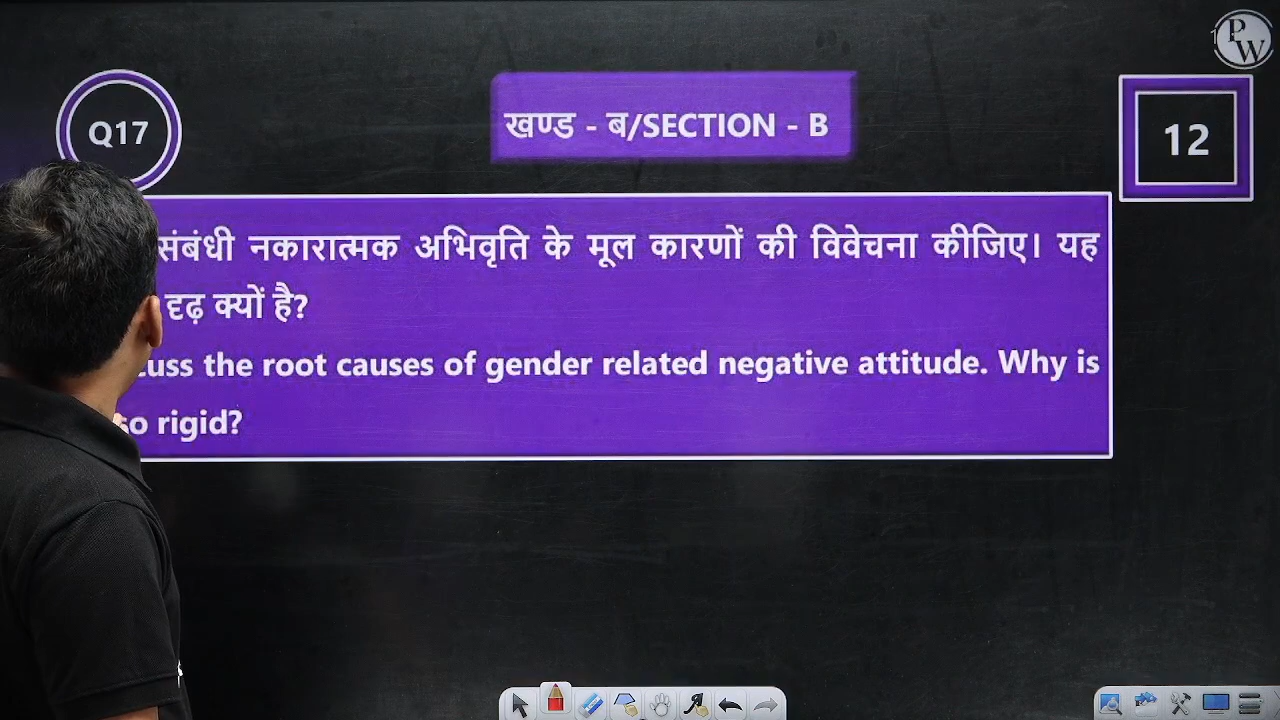 PW
Q17
खण्ड - ब/SECTION - B
12
संबंधी नकारात्मक अभिवृति के मूल कारणों की विवेचना कीजिए। यह
दृढ़ क्यों है?
the root causes of gender related negative attitude. Why is
so rigid?